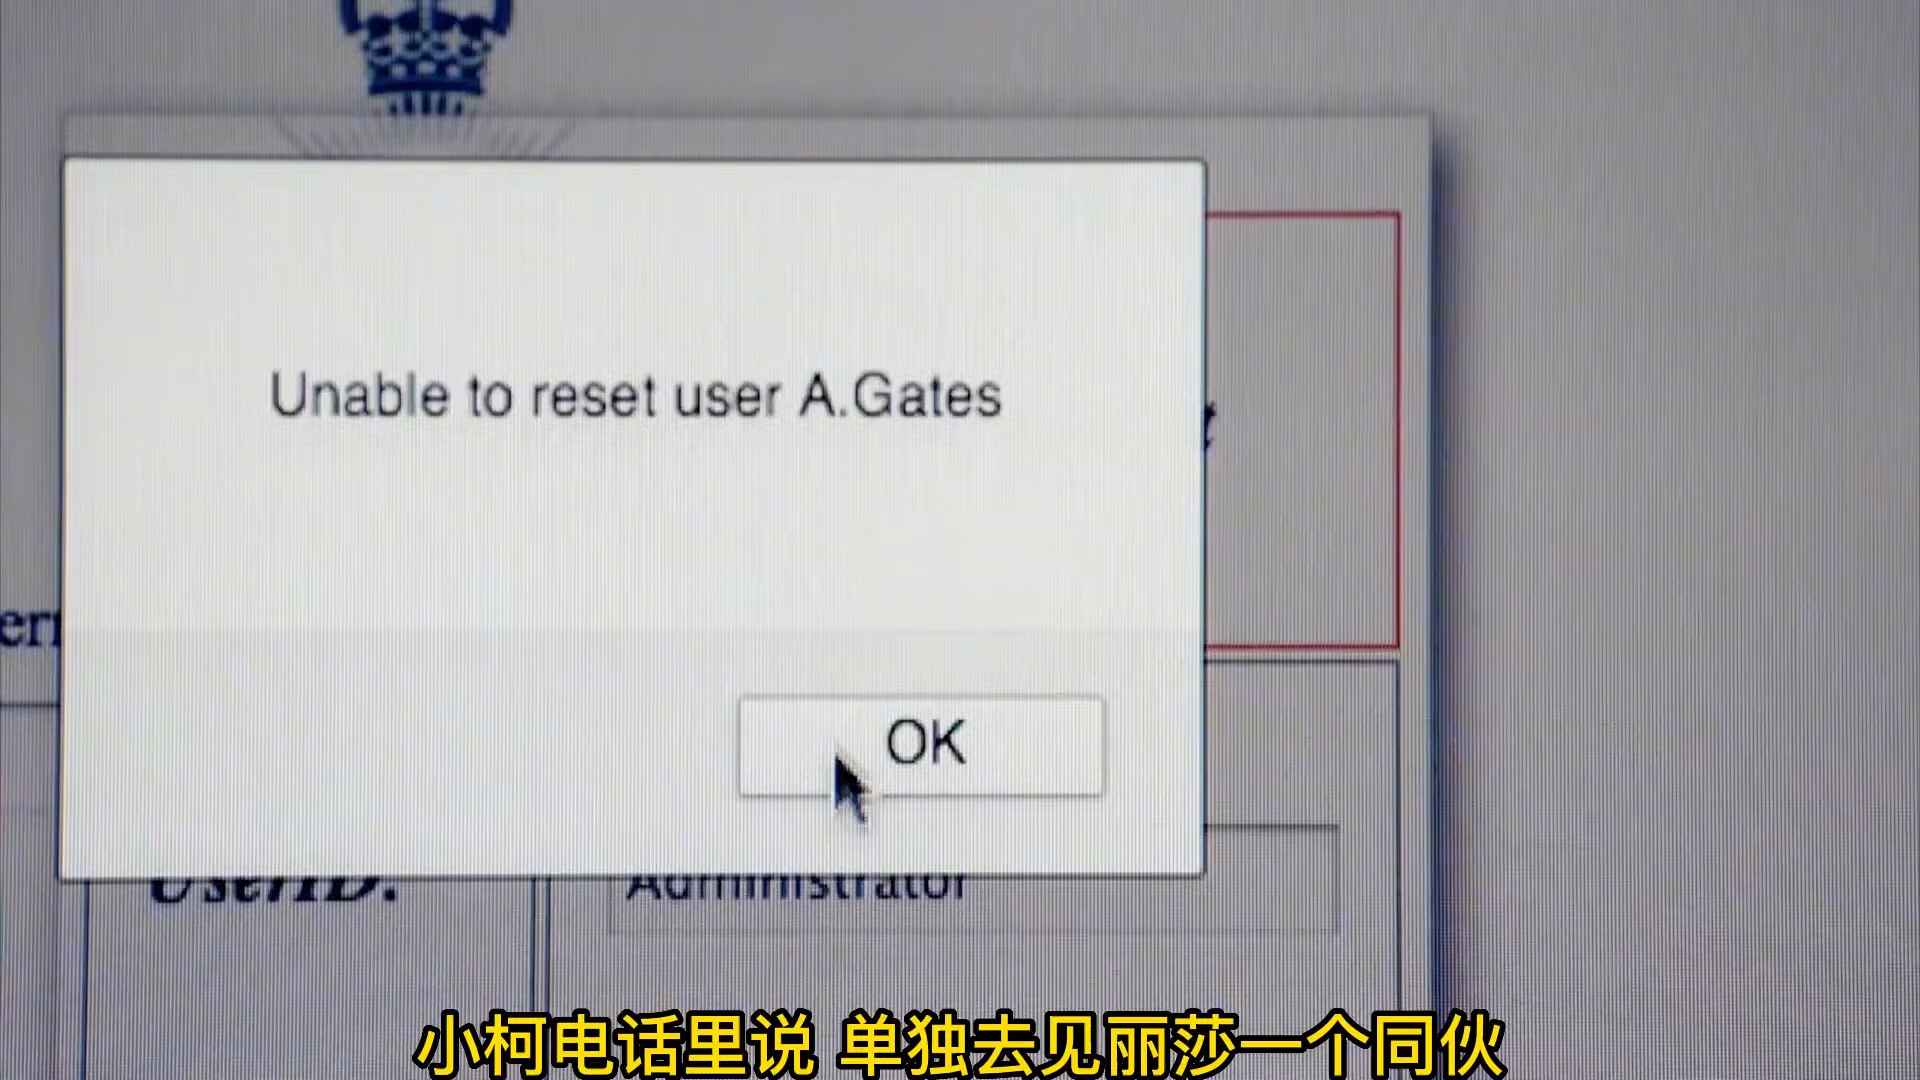 Unable to reset user A.Gates
OK
UserID:
Administrator
小柯电话里说 单独去见丽莎一个同伙